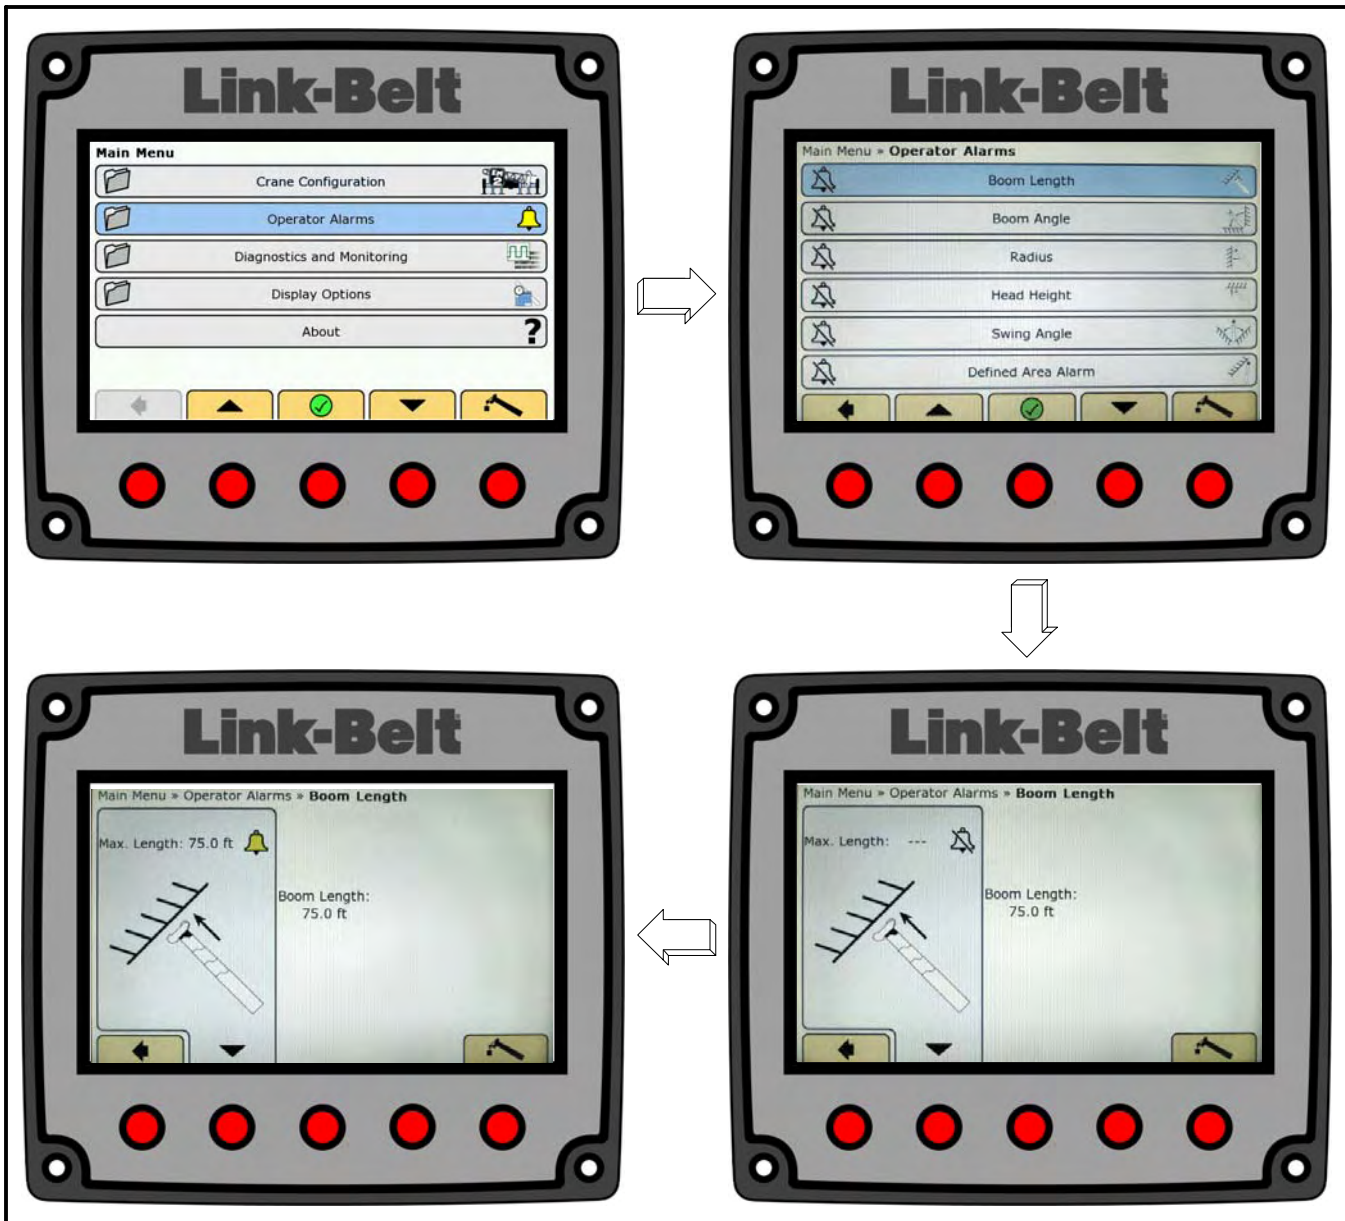 Link-Belt
Main Menu
Crane Configuration
Operator Alarms
Diagnostics and Monitoring
Display Options
About
?
Link-Belt
Main Menu » Operator Alarms
Boom Length
Boom Angle
Radius
Head Height
Swing Angle
Defined Area Alarm
Link-Belt
Main Menu » Operator Alarms » Boom Length
Max. Length: 75.0 ft
Boom Length:
75.0 ft
Link-Belt
Main Menu » Operator Alarms » Boom Length
Max. Length: ---
Boom Length:
75.0 ft